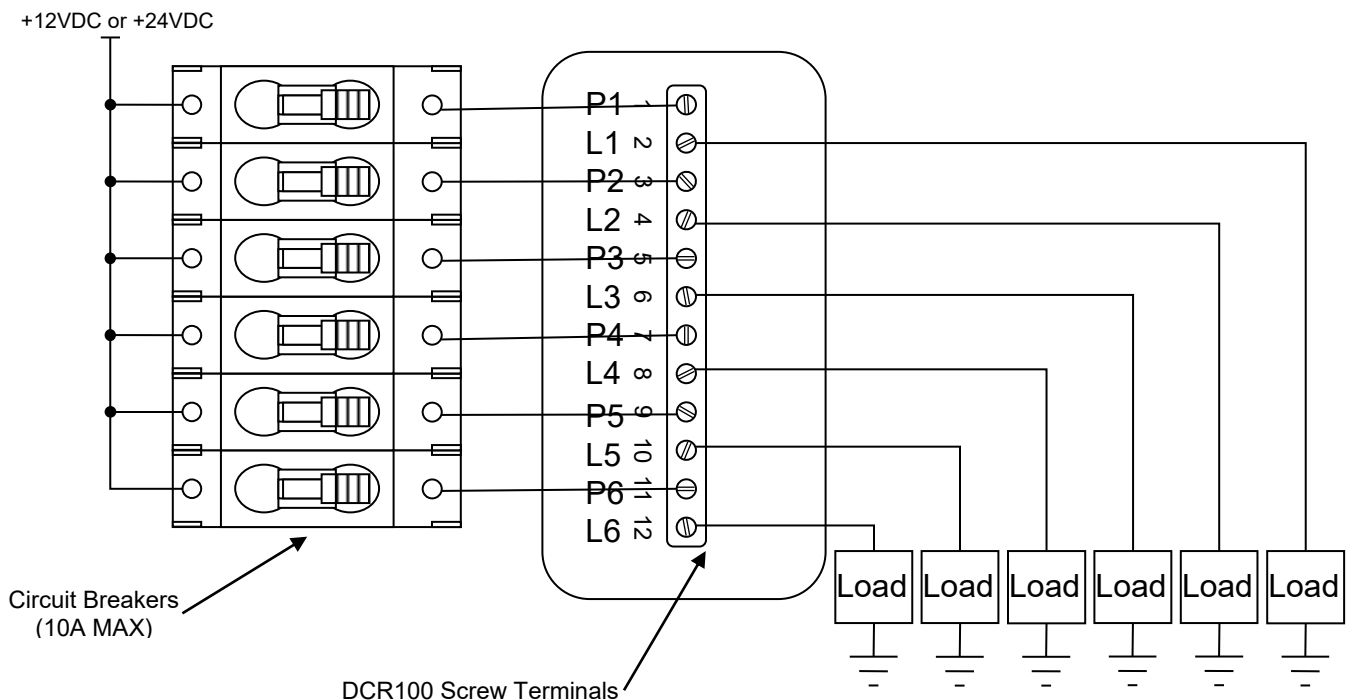 +12VDC or +24VDC
P1 1
L1 2
P2 3
L2 4
P3 5
L3 6
P4 7
L4 8
P5 9
L5 10
P6 11
L6 12
Load Load Load Load Load Load
Circuit Breakers
(10A MAX)
DCR100 Screw Terminals